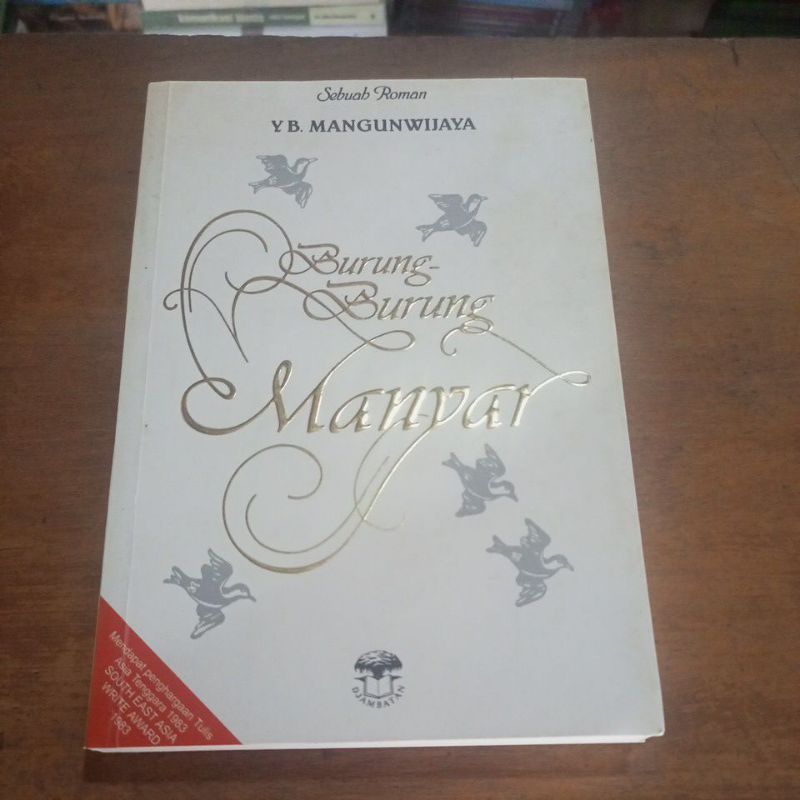 Sebuah Roman
Y.B. MANGUNWIJAYA
Burung-
Burung
Manyar
Mendapat penghargaan Tulis
Asia Tenggara 1983
SOUTH EAST ASIA
WRITE AWARD
1983
DJAMBATAN